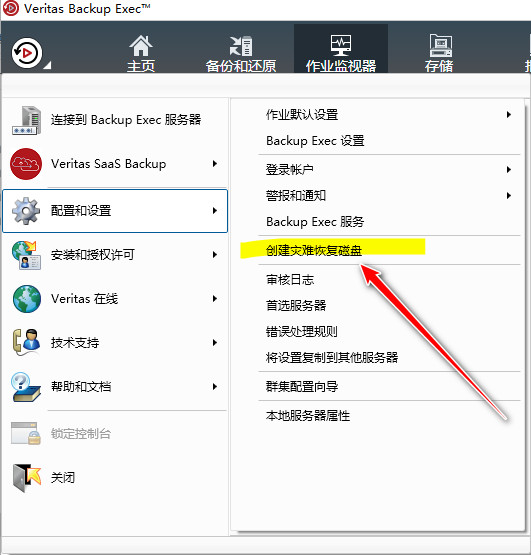 Veritas Backup Exec™
主页
备份和还原
作业监视器
存储
连接到 Backup Exec 服务器
Veritas SaaS Backup
配置和设置
安装和授权许可
Veritas 在线
技术支持
帮助和文档
锁定控制台
关闭
作业默认设置
Backup Exec 设置
登录帐户
警报和通知
Backup Exec 服务
创建灾难恢复磁盘
审核日志
首选服务器
错误处理规则
将设置复制到其他服务器
群集配置向导
本地服务器属性